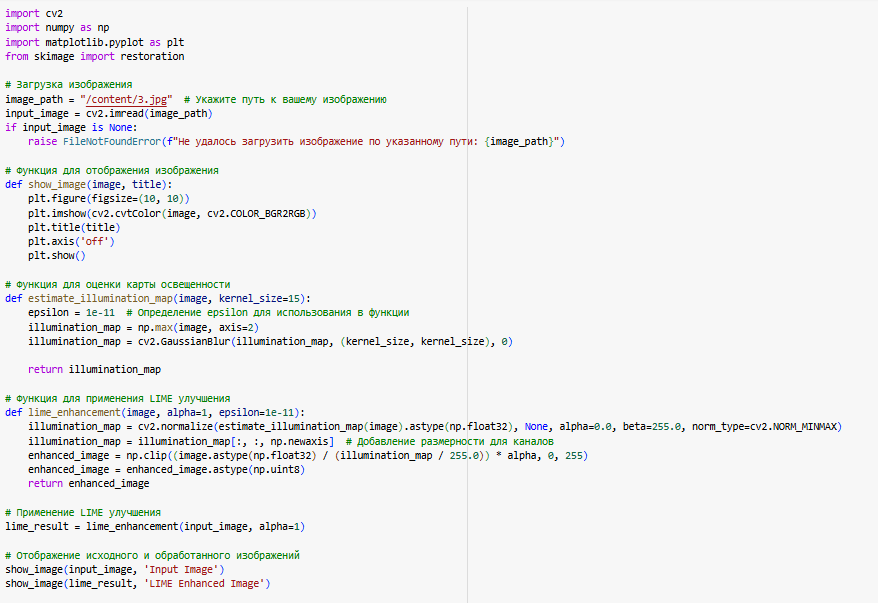 import cv2
import numpy as np
import matplotlib.pyplot as plt
from skimage import restoration

# Загрузка изображения
image_path = "/content/3.jpg"  # Укажите путь к вашему изображению
input_image = cv2.imread(image_path)
if input_image is None:
    raise FileNotFoundError(f"Не удалось загрузить изображение по указанному пути: {image_path}")

# Функция для отображения изображения
def show_image(image, title):
    plt.figure(figsize=(10, 10))
    plt.imshow(cv2.cvtColor(image, cv2.COLOR_BGR2RGB))
    plt.title(title)
    plt.axis('off')
    plt.show()

# Функция для оценки карты освещенности
def estimate_illumination_map(image, kernel_size=15):
    epsilon = 1e-11  # Определение epsilon для использования в функции
    illumination_map = np.max(image, axis=2)
    illumination_map = cv2.GaussianBlur(illumination_map, (kernel_size, kernel_size), 0)

    return illumination_map

# Функция для применения LIME улучшения
def lime_enhancement(image, alpha=1, epsilon=1e-11):
    illumination_map = cv2.normalize(estimate_illumination_map(image).astype(np.float32), None, alpha=0.0, beta=255.0, norm_type=cv2.NORM_MINMAX)
    illumination_map = illumination_map[:, :, np.newaxis]  # Добавление размерности для каналов
    enhanced_image = np.clip((image.astype(np.float32) / (illumination_map / 255.0)) * alpha, 0, 255)
    enhanced_image = enhanced_image.astype(np.uint8)
    return enhanced_image

# Применение LIME улучшения
lime_result = lime_enhancement(input_image, alpha=1)

# Отображение исходного и обработанного изображений
show_image(input_image, 'Input Image')
show_image(lime_result, 'LIME Enhanced Image')